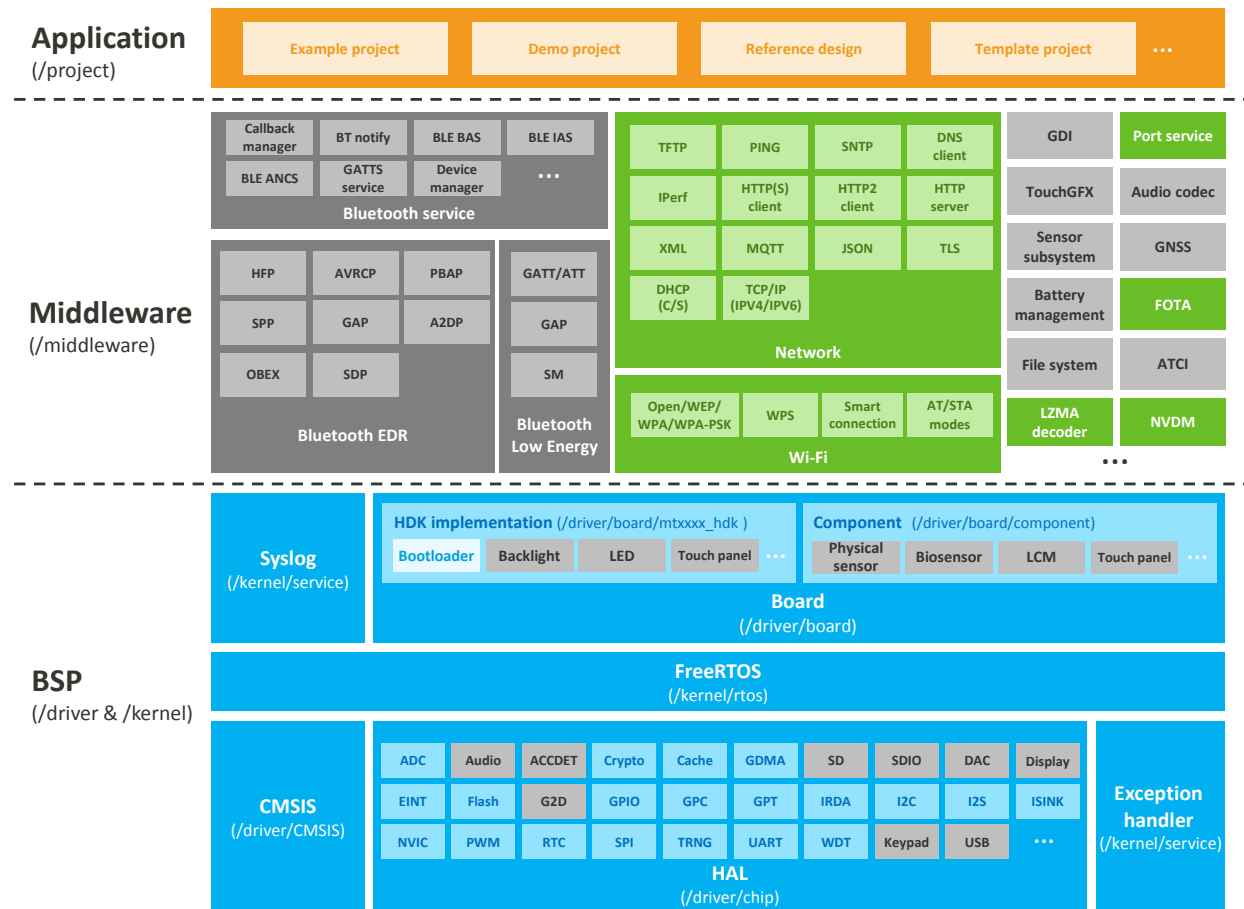 Application
(/project)
Example project
Demo project
Reference design
Template project
...
Middleware
(/middleware)
Callback
manager
BT notify
BLE BAS
BLE IAS
BLE ANCS
GATTS
service
Device
manager
...
Bluetooth service
HFP
AVRCP
PBAP
SPP
GAP
A2DP
OBEX
SDP
Bluetooth EDR
GATT/ATT
GAP
SM
Bluetooth
Low Energy
TFTP
PING
SNTP
DNS
client
IPerf
HTTP(S)
client
HTTP2
client
HTTP
server
XML
MQTT
JSON
TLS
DHCP
(C/S)
TCP/IP
(IPV4/IPV6)
Network
Open/WEP/
WPA/WPA-PSK
WPS
Smart
connection
AT/STA
modes
Wi-Fi
GDI
Port service
TouchGFX
Audio codec
Sensor
subsystem
GNSS
Battery
management
FOTA
File system
ATCI
LZMA
decoder
NVDM
...
BSP
(/driver & /kernel)
Syslog
(/kernel/service)
HDK implementation (/driver/board/mtxxxx_hdk )
Bootloader
Backlight
LED
Touch panel
...
Component (/driver/board/component)
Physical
sensor
Biosensor
LCM
Touch panel
...
Board
(/driver/board)
FreeRTOS
(/kernel/rtos)
CMSIS
(/driver/CMSIS)
ADC
Audio
ACCDET
Crypto
Cache
GDMA
SD
SDIO
DAC
Display
EINT
Flash
G2D
GPIO
GPC
GPT
IRDA
I2C
I2S
ISINK
NVIC
PWM
RTC
SPI
TRNG
UART
WDT
Keypad
USB
...
HAL
(/driver/chip)
Exception
handler
(/kernel/service)